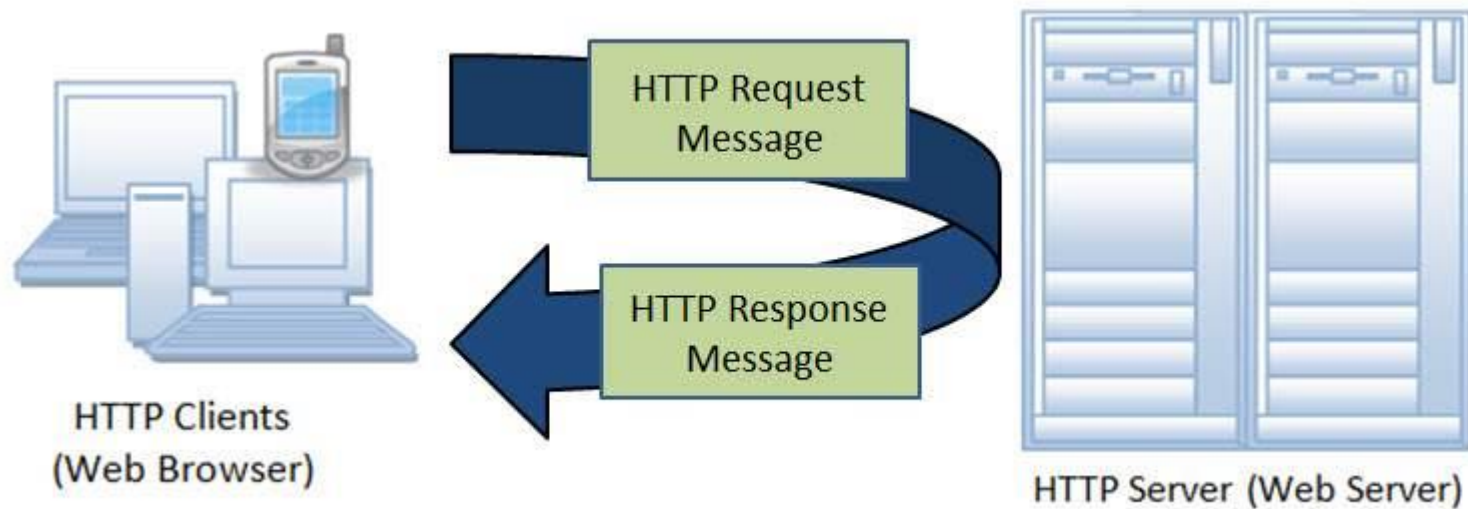 HTTP Request
Message
HTTP Response
Message
HTTP Clients
(Web Browser)
HTTP Server (Web Server)